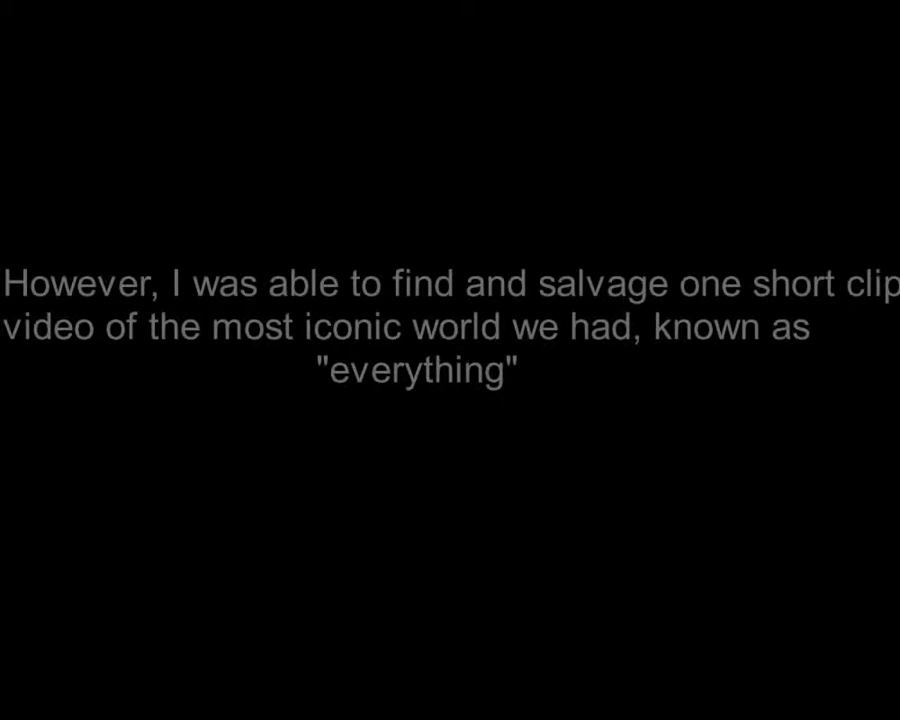 However, I was able to find and salvage one short clip
video of the most iconic world we had, known as
"everything"